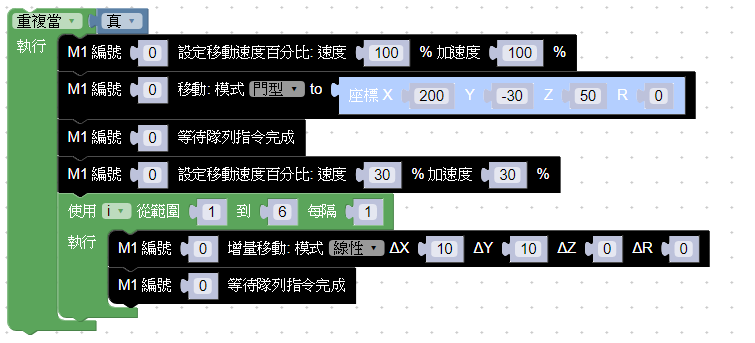 重複當 真
執行
M1 編號 0 設定移動速度百分比: 速度 100 % 加速度 100 %
M1 編號 0 移動: 模式 門型 to 座標 X 200 Y -30 Z 50 R 0
M1 編號 0 等待隊列指令完成
M1 編號 0 設定移動速度百分比: 速度 30 % 加速度 30 %
使用 i 從範圍 1 到 6 每隔 1
執行
M1 編號 0 增量移動: 模式 線性 ΔX 10 ΔY 10 ΔZ 0 ΔR 0
M1 編號 0 等待隊列指令完成